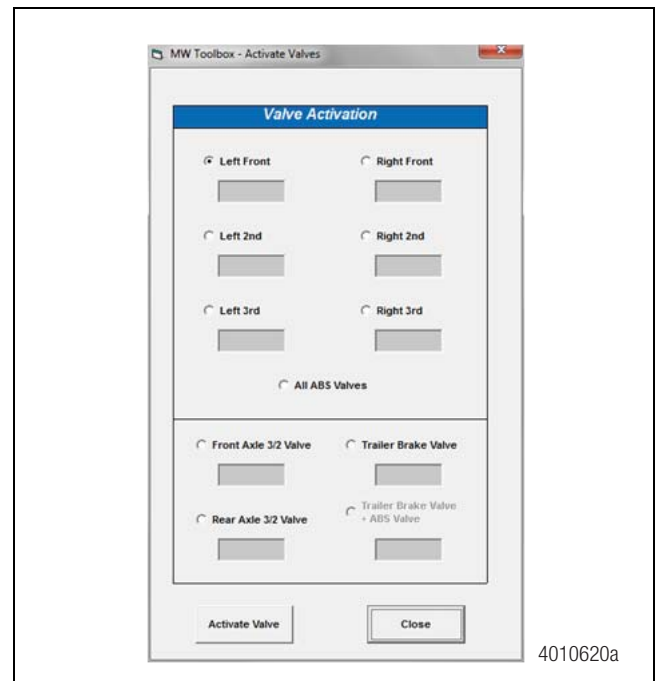 MW Toolbox - Activate Valves
Valve Activation
Left Front
Right Front
Left 2nd
Right 2nd
Left 3rd
Right 3rd
All ABS Valves
Front Axle 3/2 Valve
Trailer Brake Valve
Rear Axle 3/2 Valve
Trailer Brake Valve
+ ABS Valve
Activate Valve
Close
4010620a